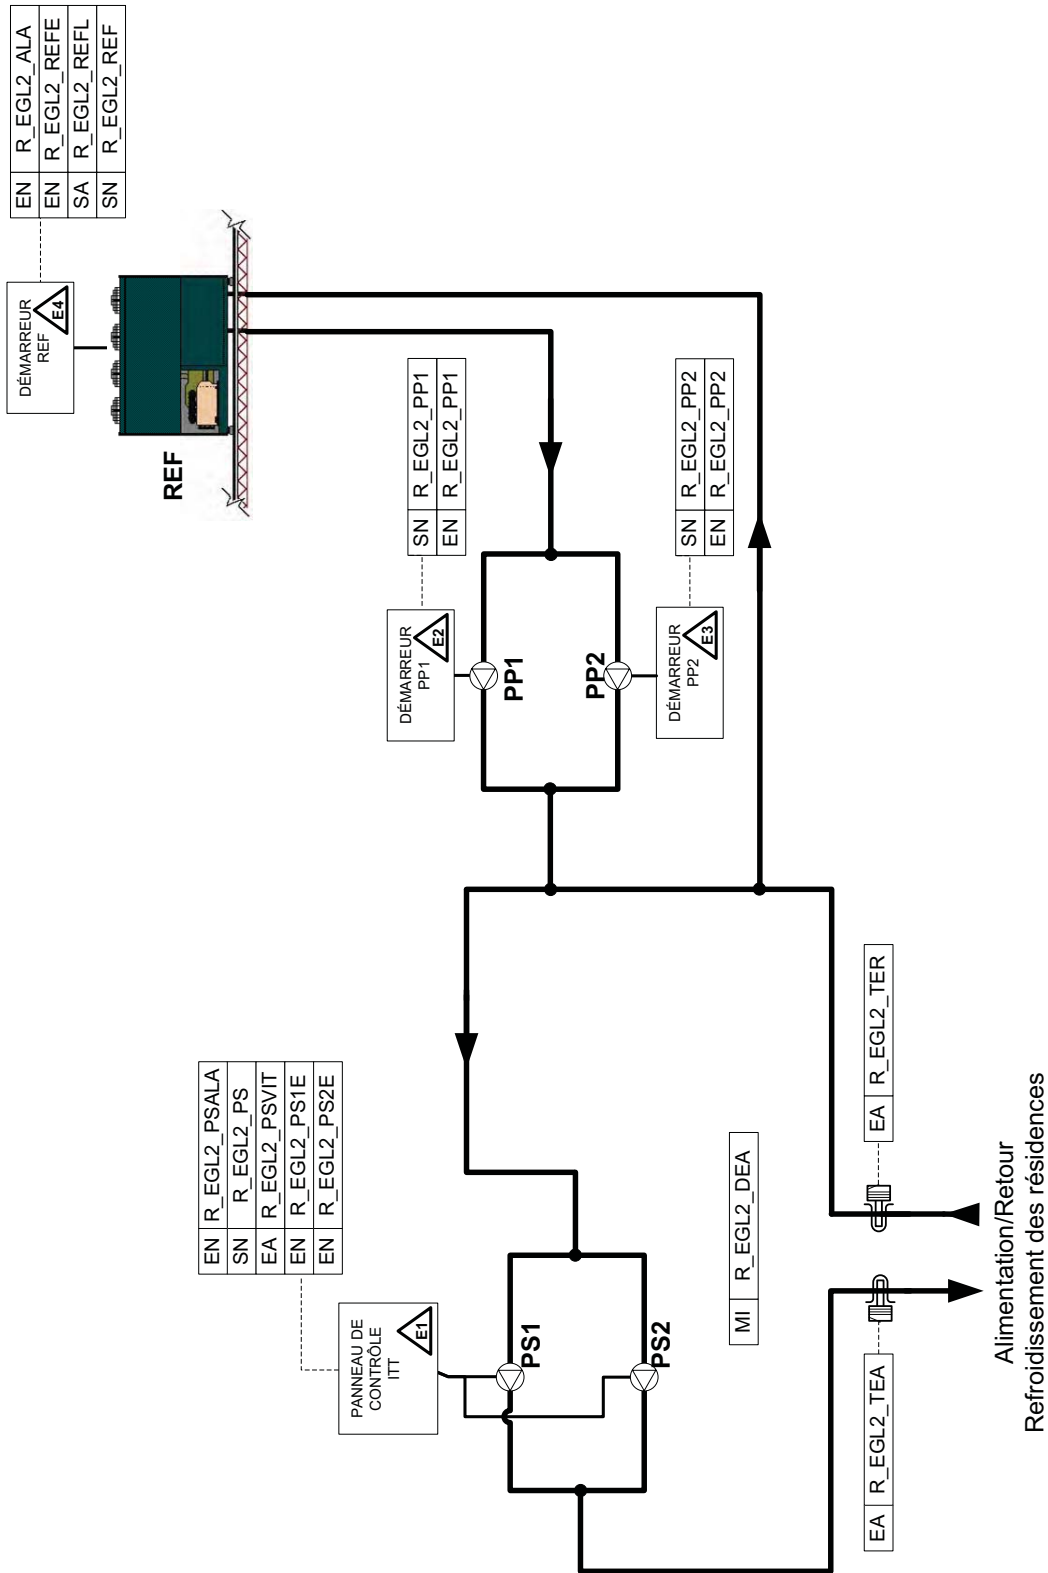 EN R_EGL2_PSALA
SN R_EGL2_PS
EA R_EGL2_PSVIT
EN R_EGL2_PS1E
EN R_EGL2_PS2E
PANNEAU DE
CONTRÔLE
ITT
E1
PS1
PS2
MI R_EGL2_DEA
EA R_EGL2_TEA
EA R_EGL2_TER
Alimentation/Retour
Refroidissement des résidences
SN R_EGL2_PP1
EN R_EGL2_PP1
DÉMARREUR
PP1
E2
PP1
PP2
DÉMARREUR
PP2
E3
SN R_EGL2_PP2
EN R_EGL2_PP2
EN R_EGL2_ALA
EN R_EGL2_REFE
SA R_EGL2_REFL
SN R_EGL2_REF
DÉMARREUR
REF
E4
REF